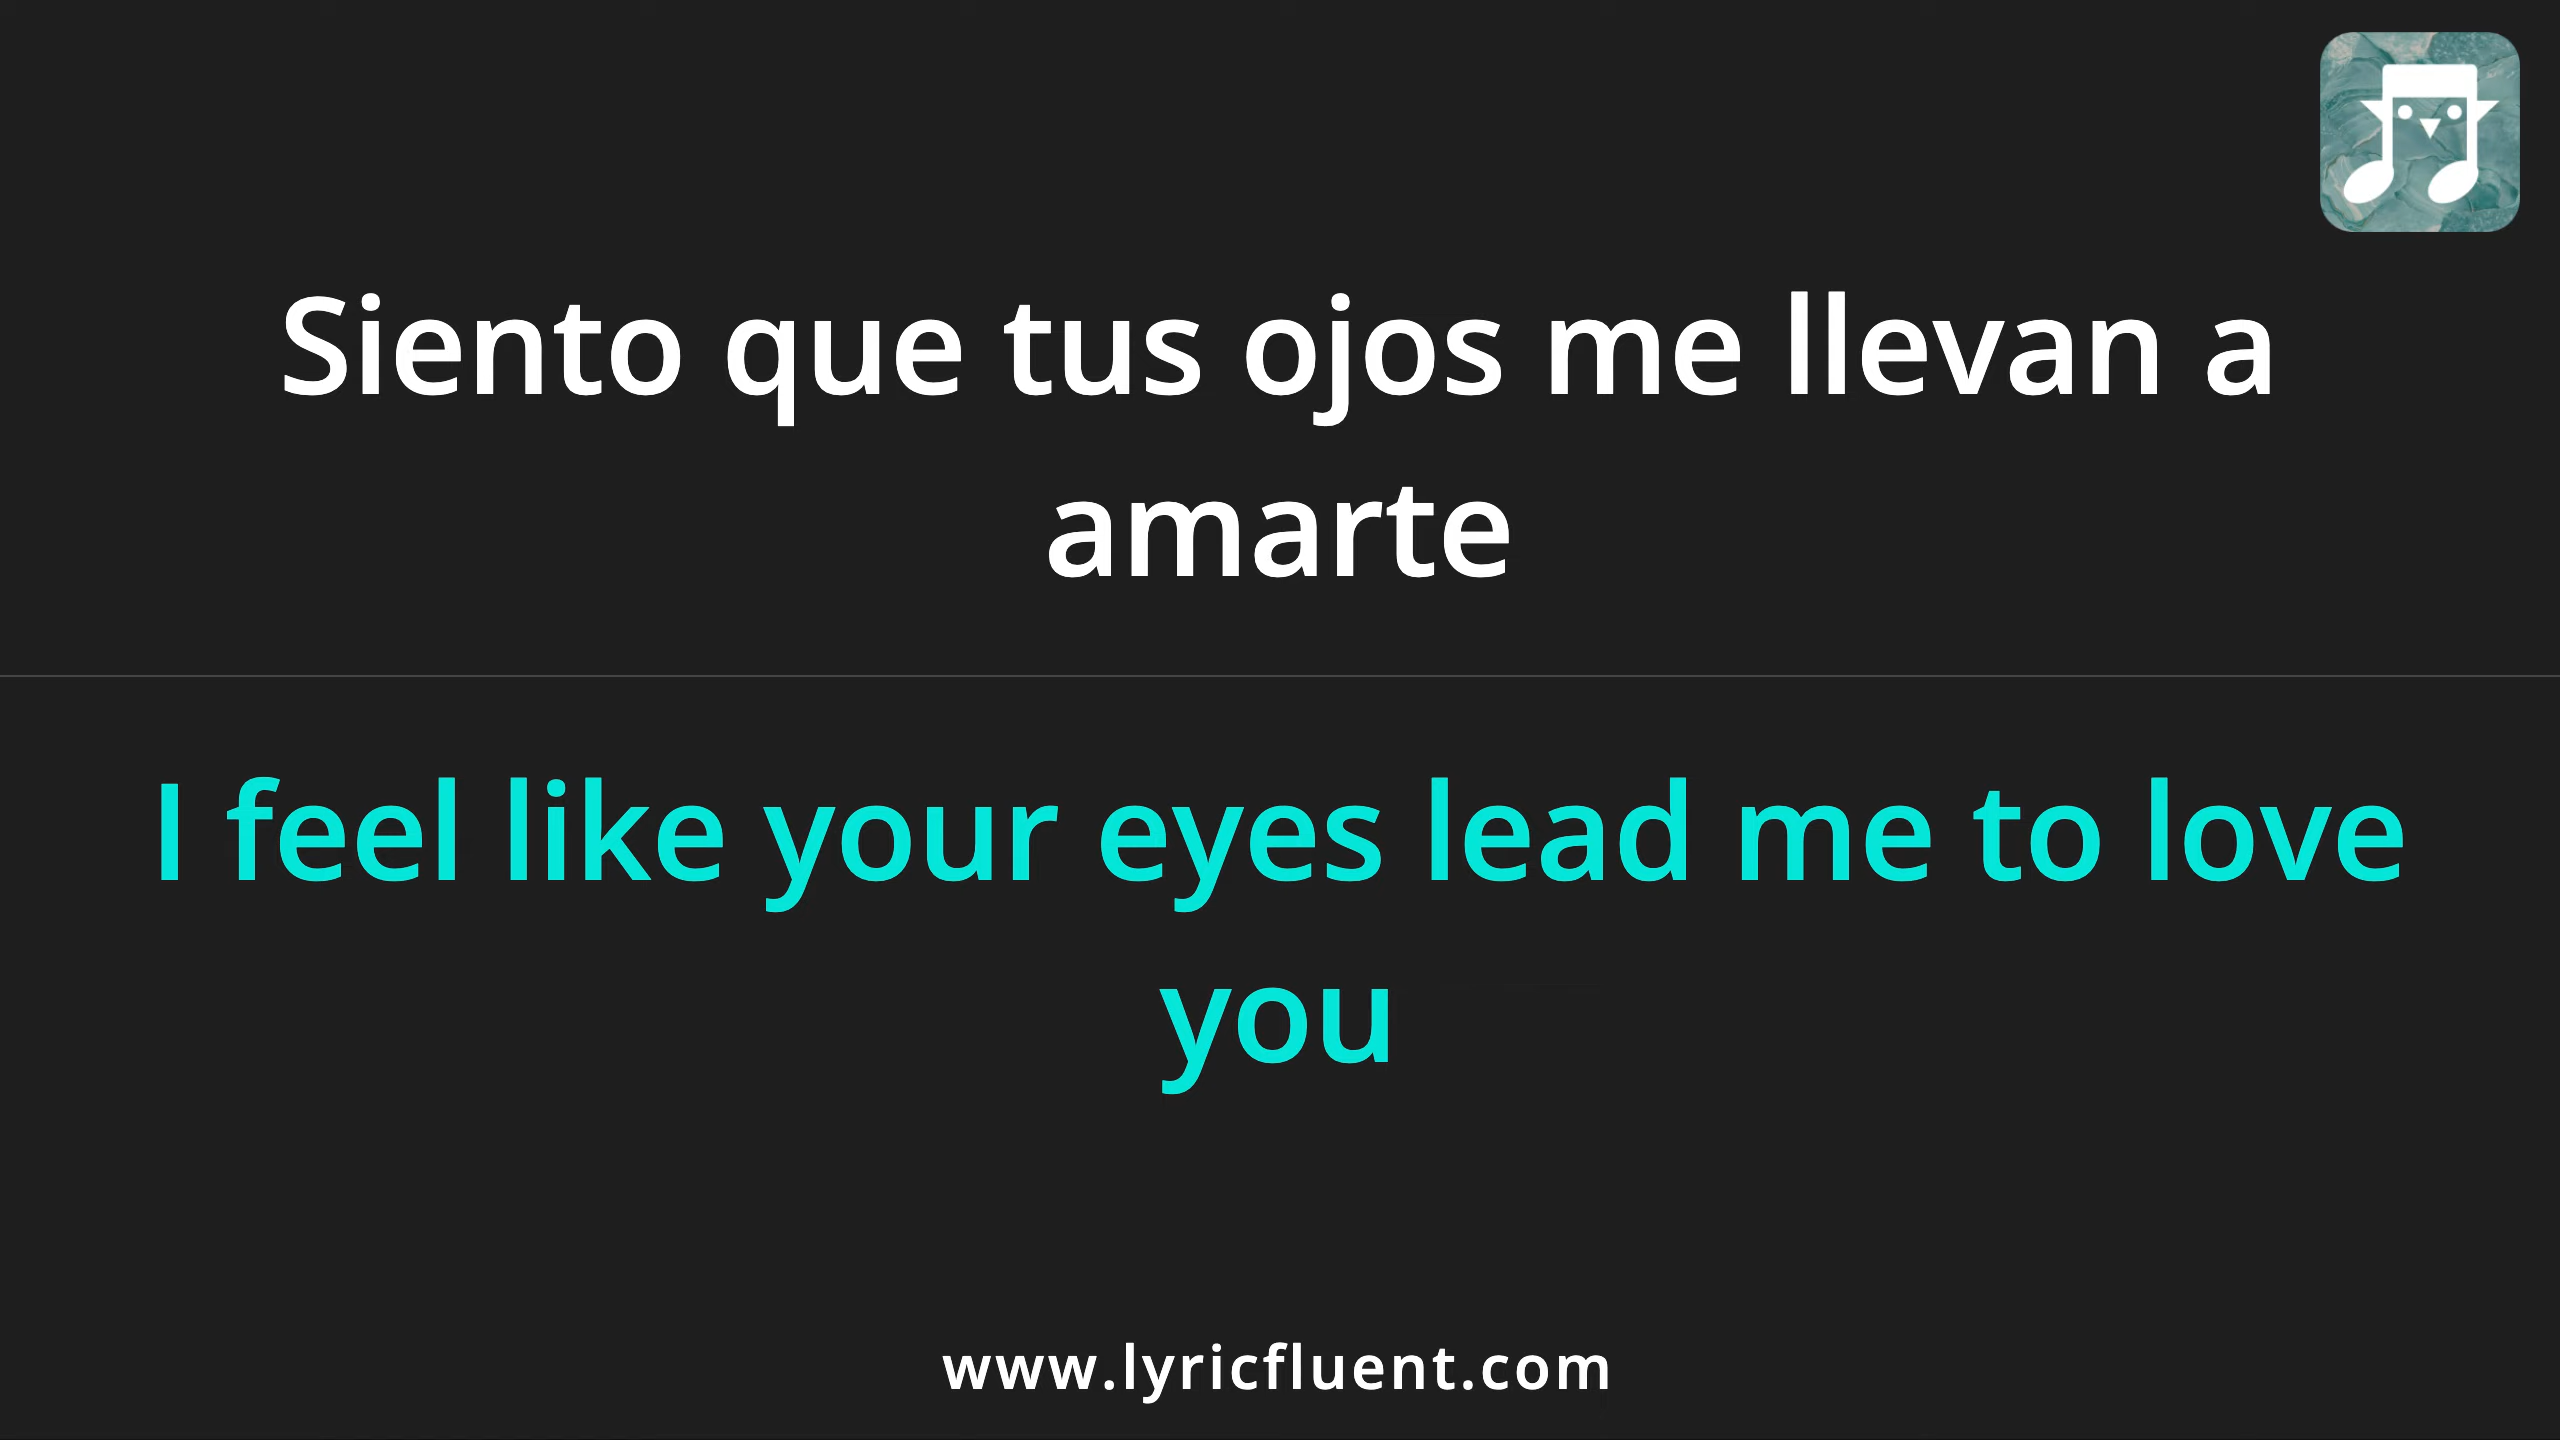 Siento que tus ojos me llevan a
amarte
I feel like your eyes lead me to love
you
www.lyricfluent.com